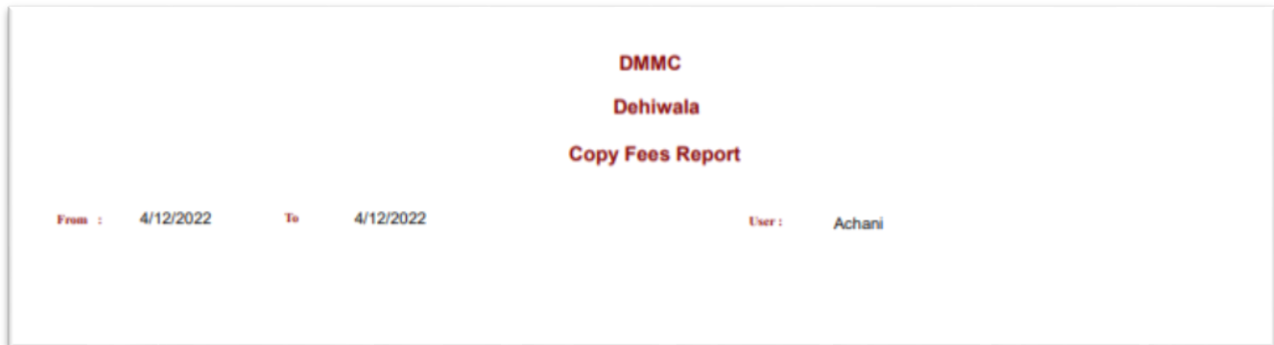 DMMC
Dehiwala
Copy Fees Report
From : 4/12/2022 To 4/12/2022 User : Achani